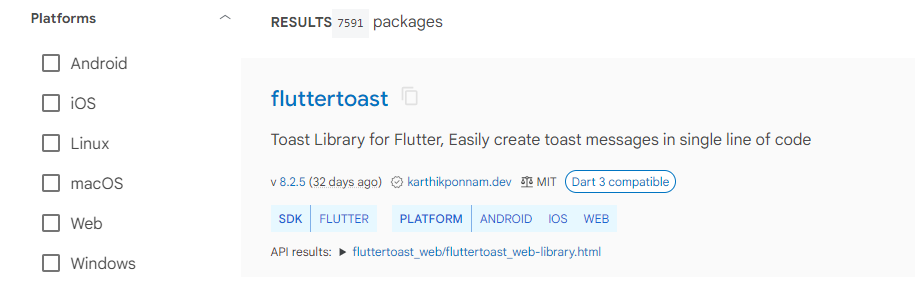 Platforms
Android
iOS
Linux
macOS
Web
Windows
RESULTS 7591 packages
fluttertoast
Toast Library for Flutter, Easily create toast messages in single line of code
v 8.2.5 (32 days ago) karthikponnam.dev MIT Dart 3 compatible
SDK FLUTTER PLATFORM ANDROID IOS WEB
API results: ▶ fluttertoast_web/fluttertoast_web-library.html